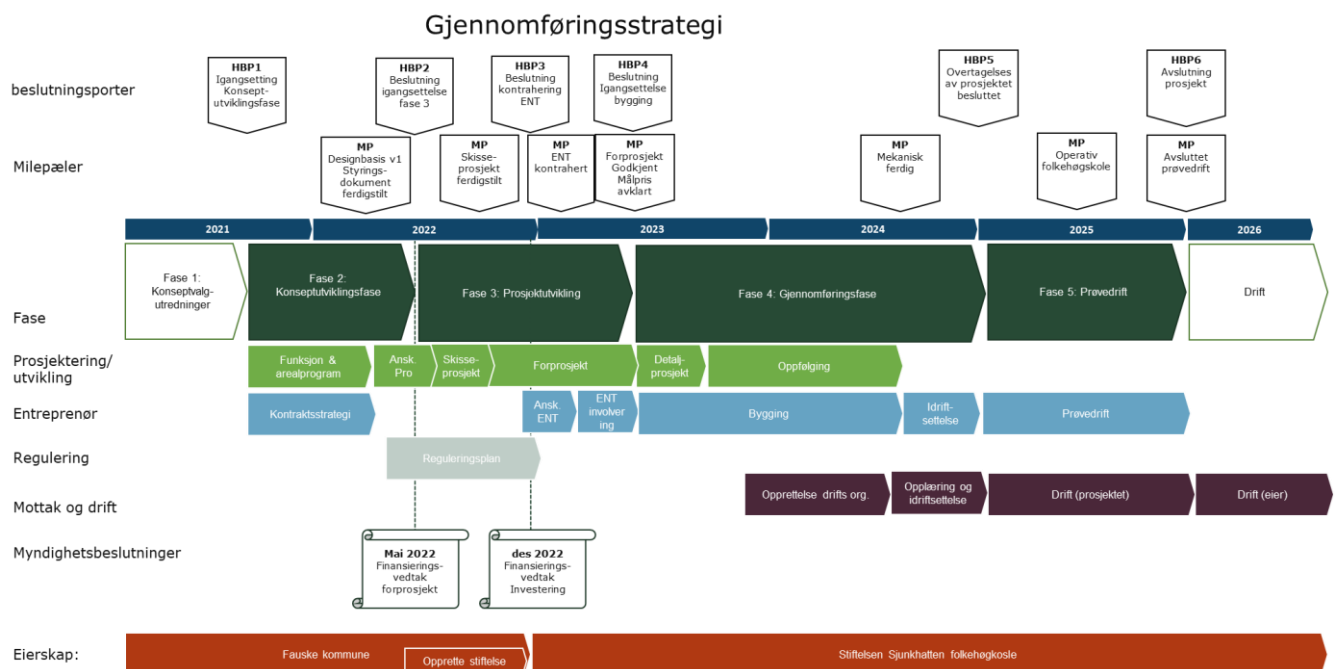 Gjennomføringsstrategi
beslutningsporter
HBP1
Igangsetting
Konsept-
utviklingsfase
HBP2
Beslutning
igangsettelse
fase 3
HBP3
Beslutning
kontrahering
ENT
HBP4
Beslutning
Igangsettelse
bygging
HBP5
Overtagelses
av prosjektet
besluttet
HBP6
Avslutning
prosjekt
Milepæler
MP
Designbasis v1
Styrings-
dokument
ferdigstilt
MP
Skisse-
prosjekt
ferdigstilt
MP
ENT
kontrahert
MP
Forprosjekt
Godkjent
Målpris
avklart
MP
Mekanisk
ferdig
MP
Operativ
folkehøgskole
MP
Avsluttet
prøvedrift
2021
2022
2023
2024
2025
2026
Fase
Fase 1:
Konseptvalg-
utredninger
Fase 2:
Konseptutviklingsfase
Fase 3: Prosjektutvikling
Fase 4: Gjennomføringsfase
Fase 5: Prøvedrift
Drift
Prosjektering/
utvikling
Funksjon &
arealprogram
Ansk.
Pro
Skisse-
prosjekt
Forprosjekt
Detalj-
prosjekt
Oppfølging
Entreprenør
Kontraktsstrategi
Ansk.
ENT
ENT
involver
ing
Bygging
Idrift-
settelse
Prøvedrift
Regulering
Reguleringsplan
Mottak og drift
Opprettelse drifts org.
Opplæring og
idriftsettelse
Drift (prosjektet)
Drift (eier)
Myndighetsbeslutninger
Mai 2022
Finansierings-
vedtak
forprosjekt
des 2022
Finansierings-
vedtak
Investering
Eierskap:
Fauske kommune
Opprette stiftelse
Stiftelsen Sjunkhatten folkehøgkosle